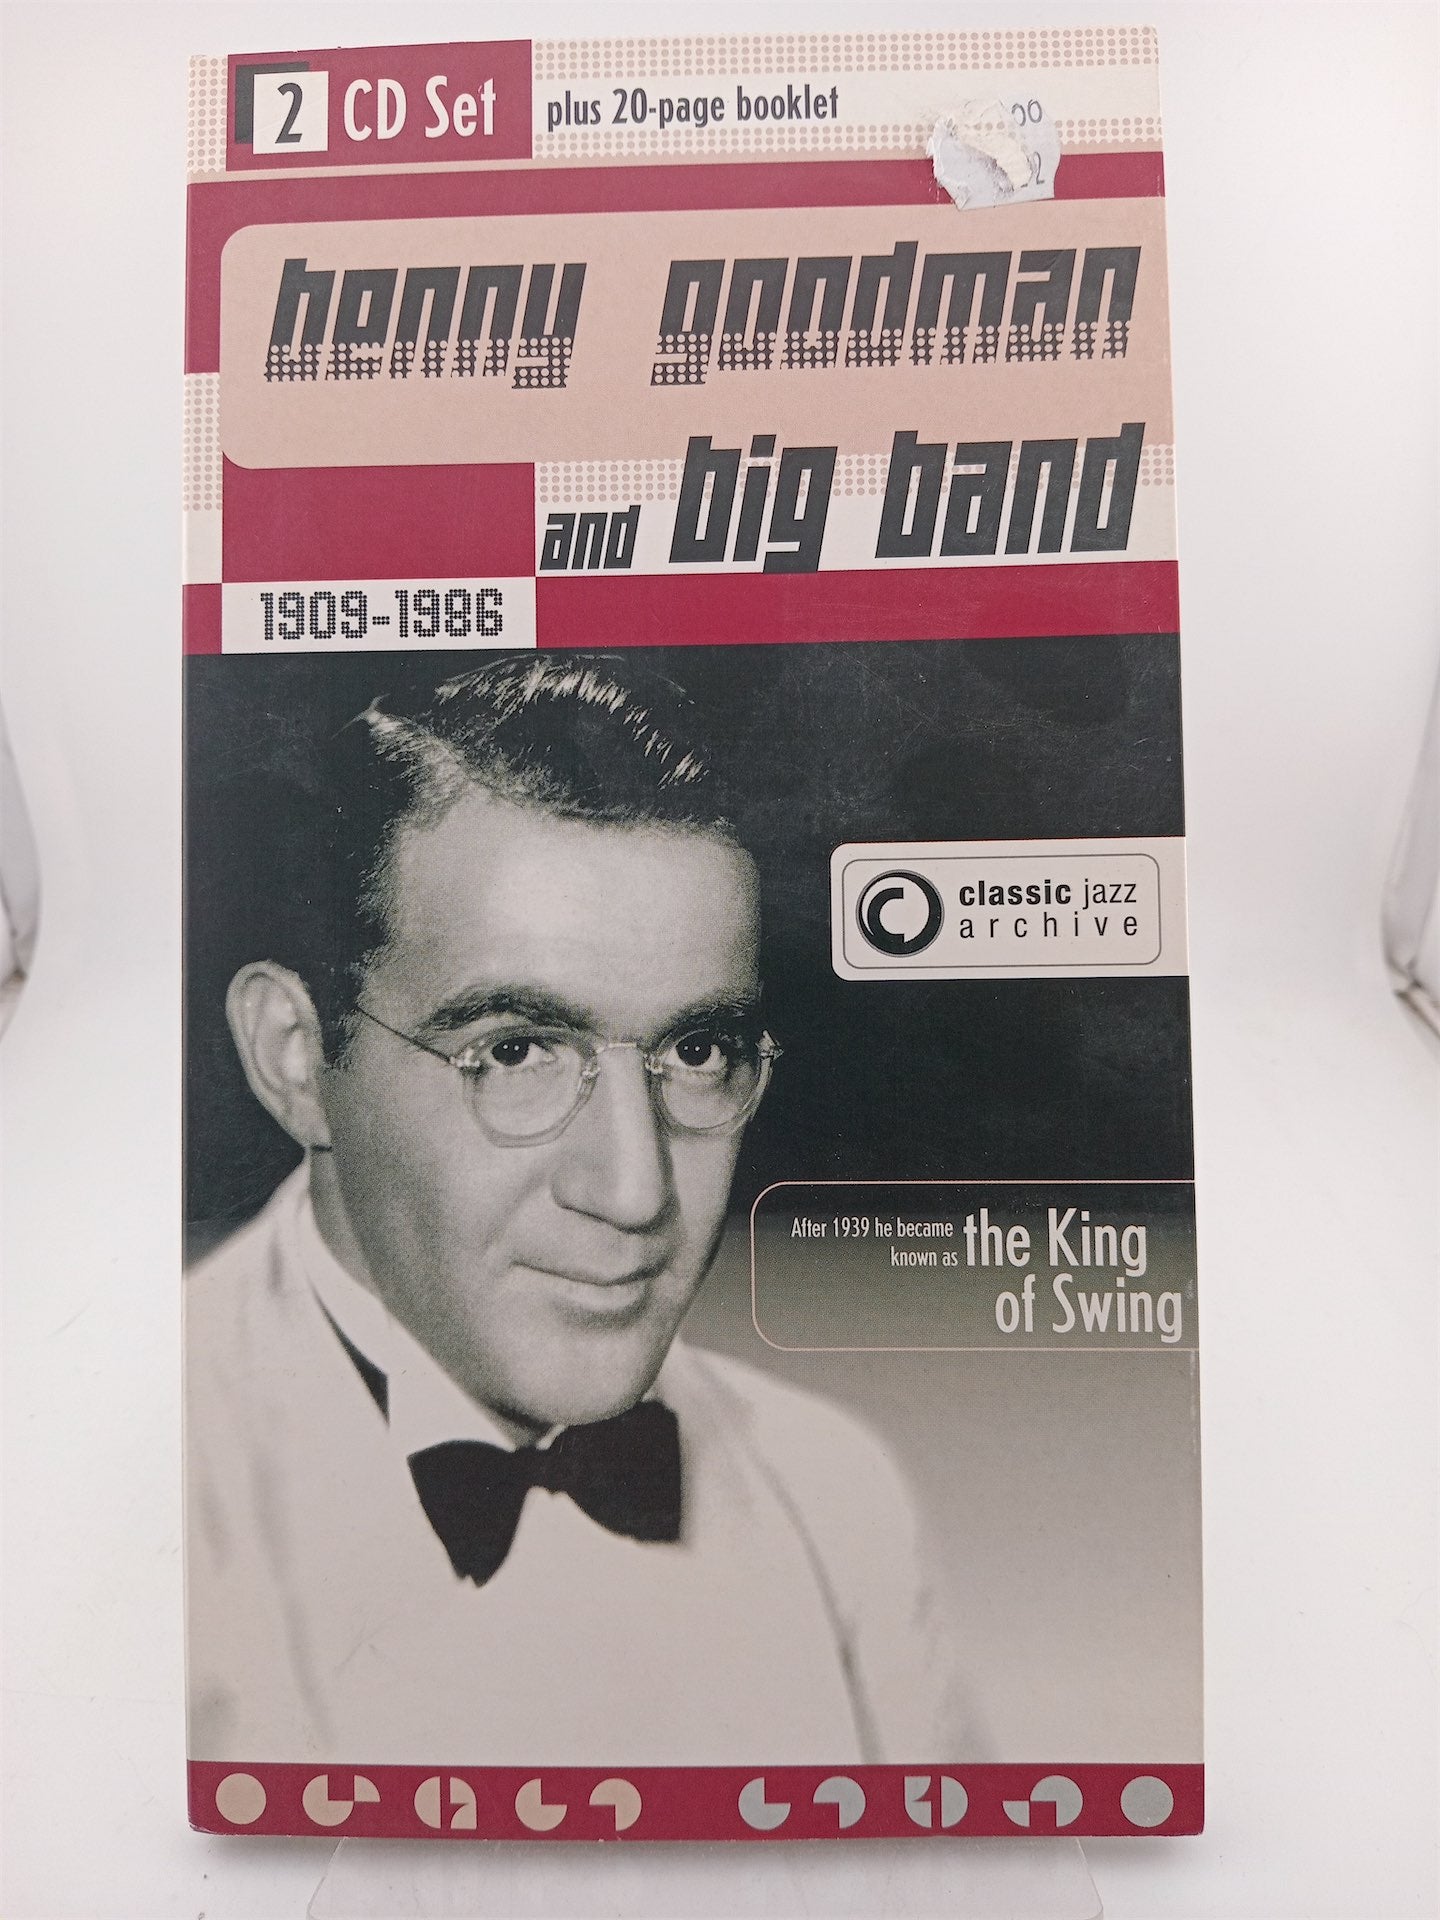 2 CD Set plus 20-page booklet
benny goodman
and big band
1909-1986
classic jazz
archive
After 1939 he became
known as
the King
of Swing